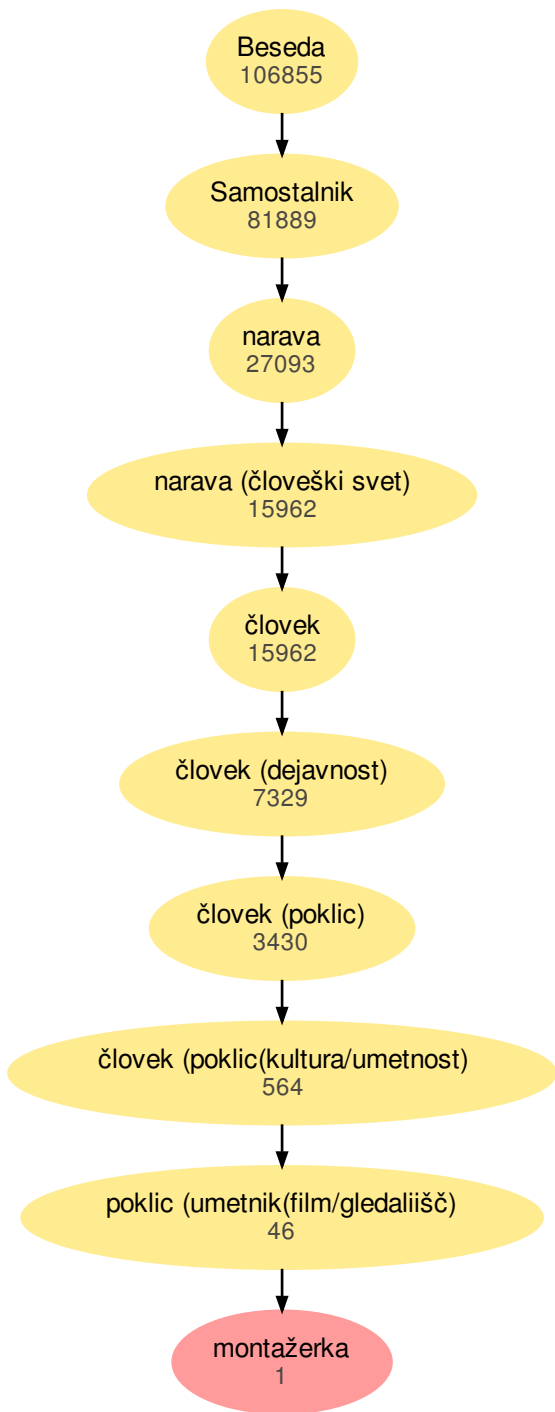 Beseda
106855
Samostalnik
81889
narava
27093
narava (človeški svet)
15962
človek
15962
človek (dejavnost)
7329
človek (poklic)
3430
človek (poklic(kultura/umetnost)
564
poklic (umetnik(film/gledaliišč)
46
montažerka
1